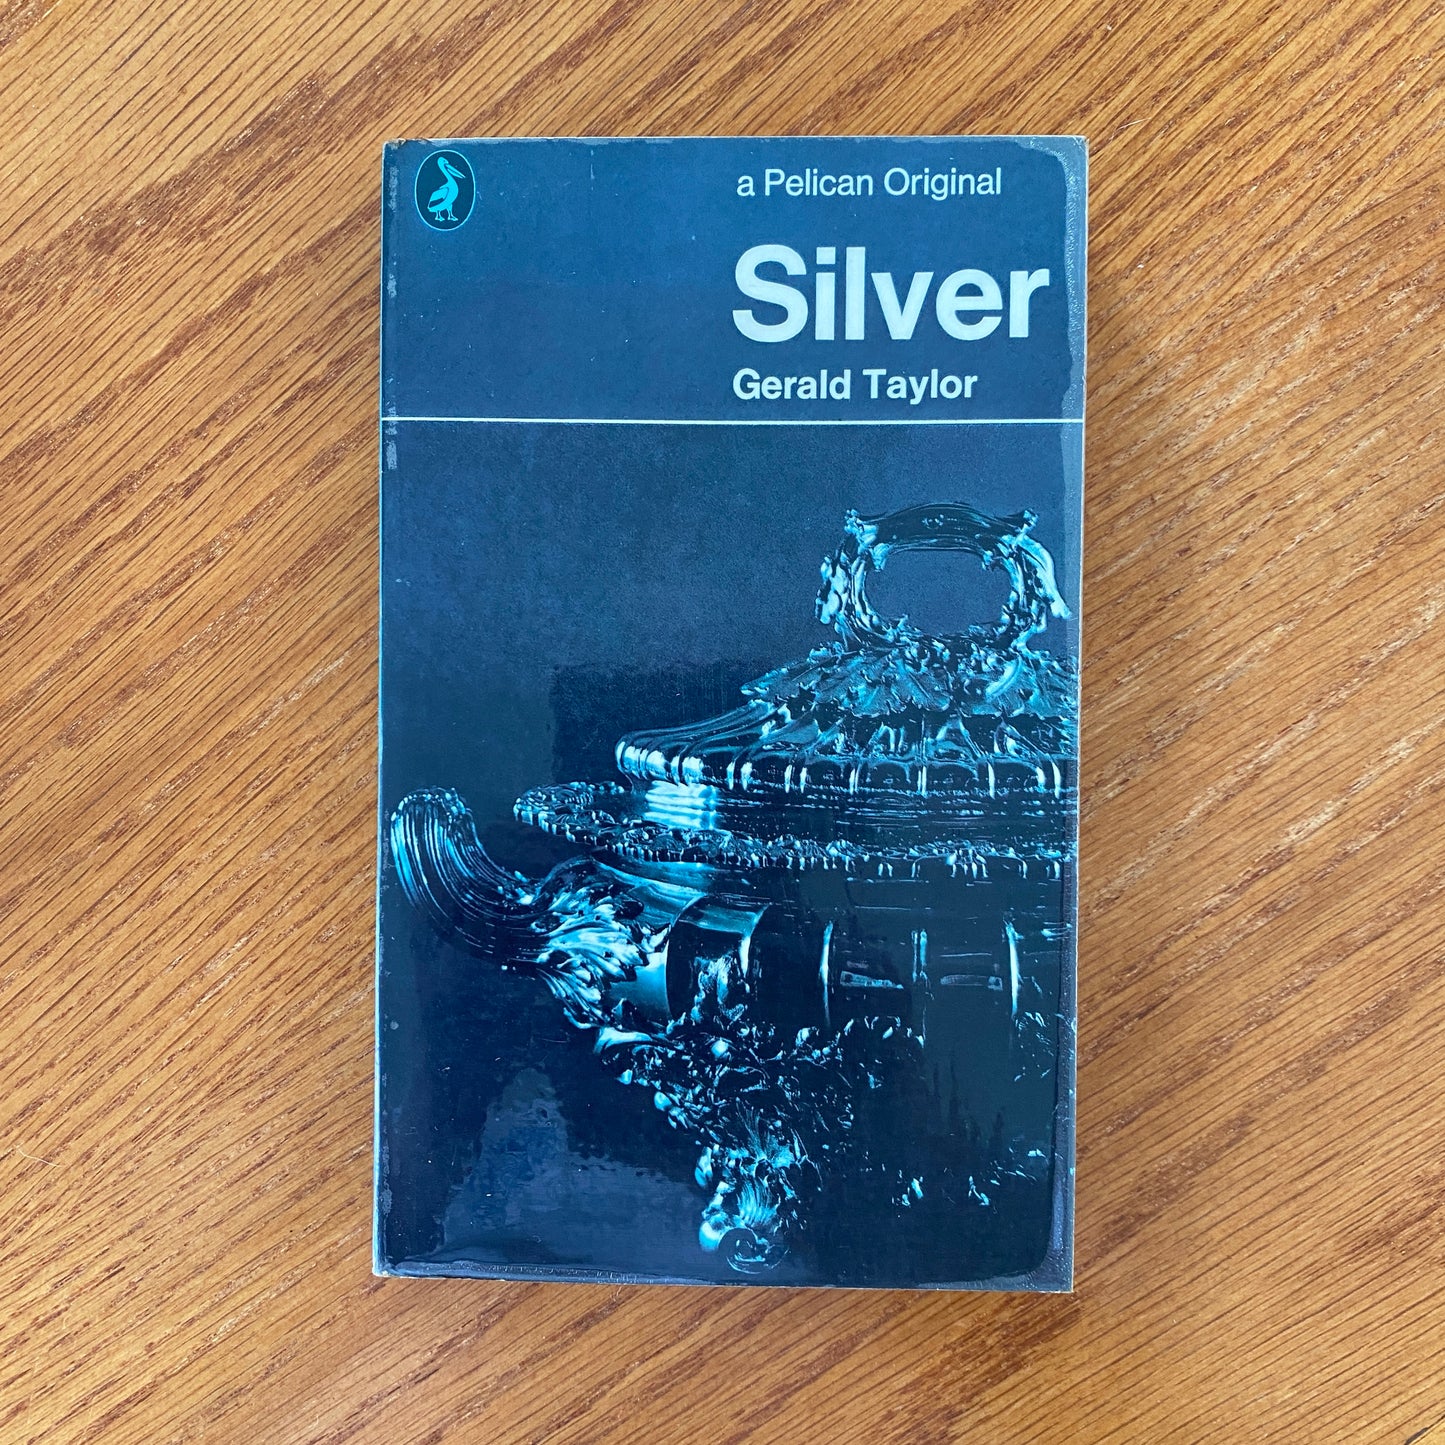 a Pelican Original
Silver
Gerald Taylor